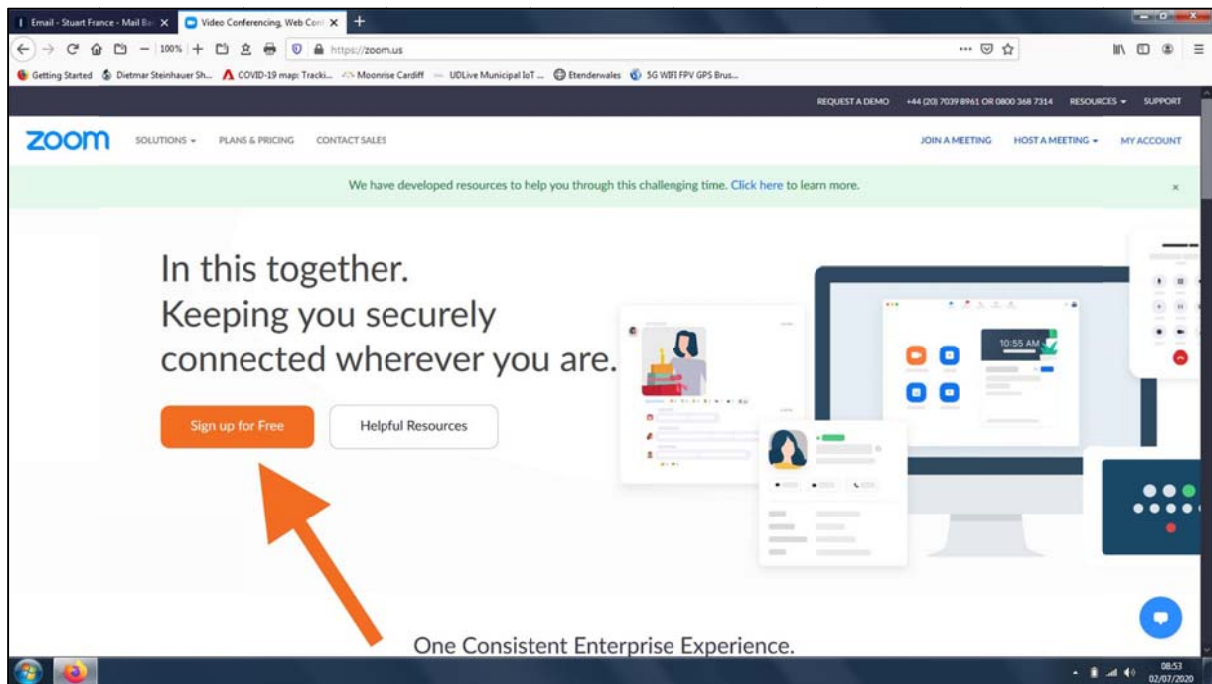 Email - Stuart France - Mail Ba
Video Conferencing, Web Conf
100%
https://zoom.us
Getting Started
Dietmar Steinhauer Sh...
COVID-19 map: Tracki...
Moonrise Cardiff
UDLive Municipal IoT ...
Etenderwales
5G WIFI FPV GPS Brus...
REQUEST A DEMO
+44 (20) 7039 8961 OR 0800 368 7314
RESOURCES
SUPPORT
zoom
SOLUTIONS
PLANS & PRICING
CONTACT SALES
JOIN A MEETING
HOST A MEETING
MY ACCOUNT
We have developed resources to help you through this challenging time. Click here to learn more.
In this together.
Keeping you securely
connected wherever you are.
10:55 AM
Sign up for Free
Helpful Resources
One Consistent Enterprise Experience.
08:53
02/07/2020